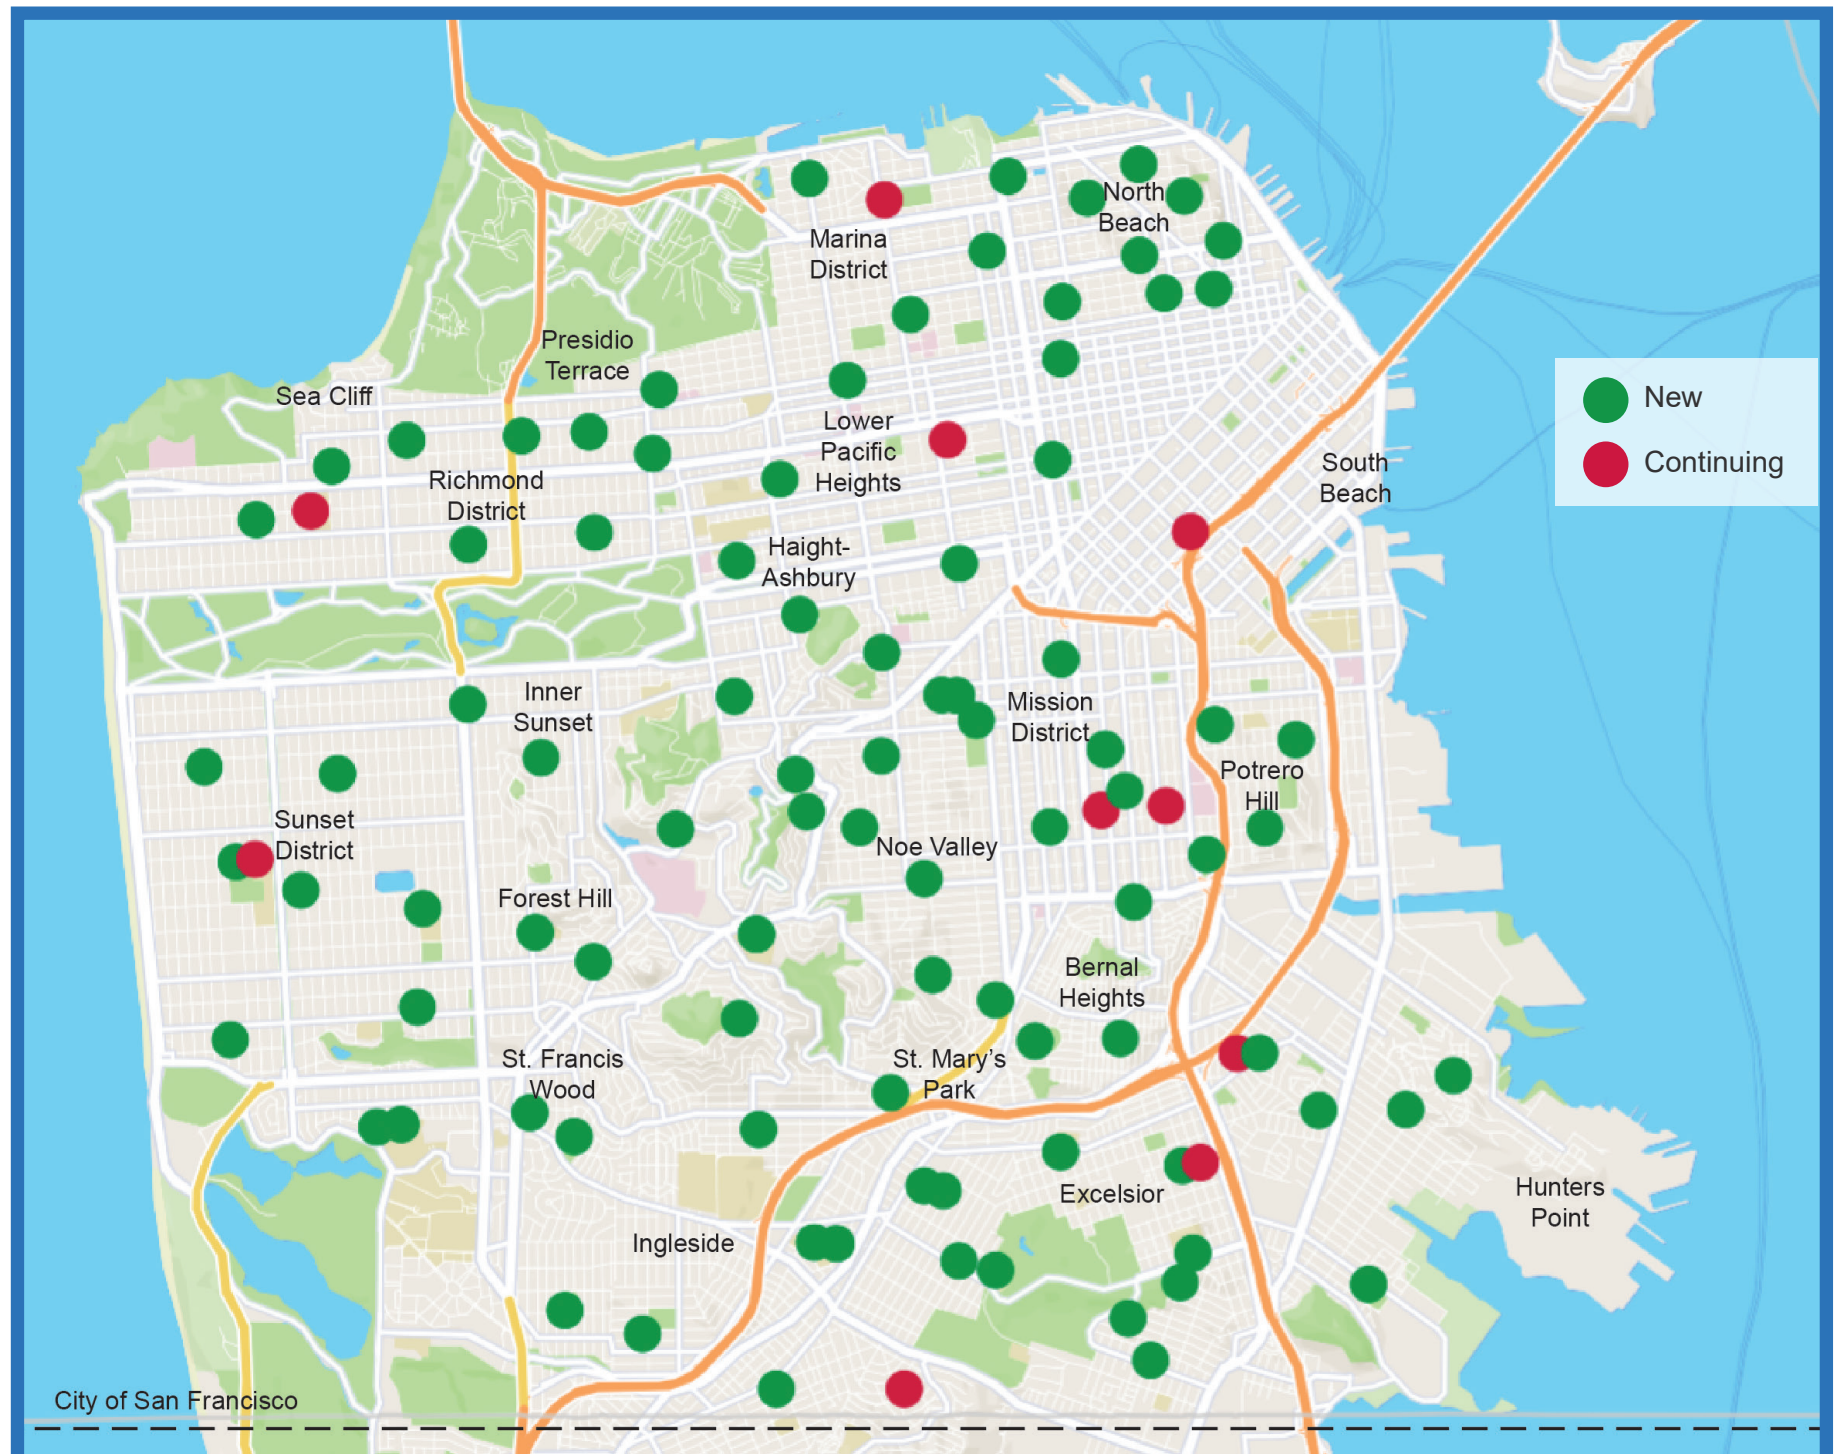 North
Beach
Marina
District
Presidio
Terrace
Sea Cliff
New
Lower
Pacific
Heights
Continuing
South
Beach
Richmond
District
Haight-
Ashbury
Inner
Sunset
Mission
District
Potrero
Hill
Sunset
District
Noe Valley
Forest Hill
Bernal
Heights
St. Francis
Wood
St. Mary’s
Park
Excelsior
Hunters
Point
Ingleside
City of San Francisco